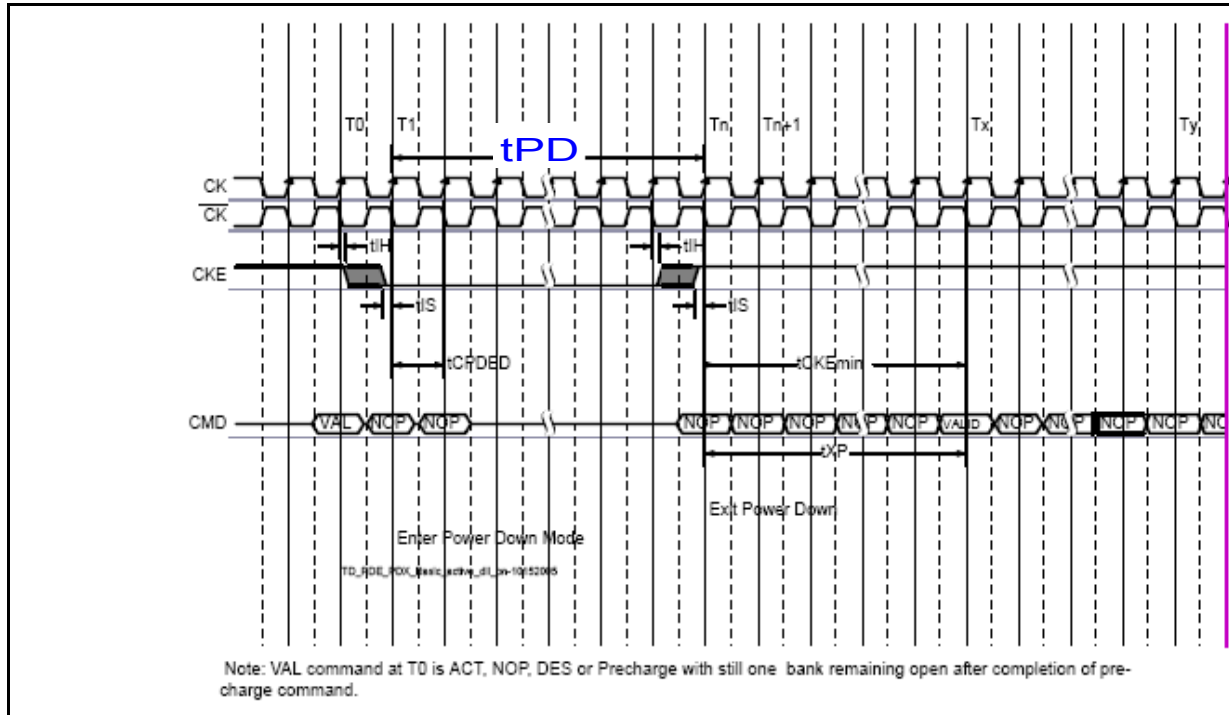 T0 T1 Tn Tn+1 Tx Ty
tPD
CK
CK
tIH tIH
CKE
tIS tIS
tCPDED tCKEmin
CMD VAL NOP NOP NOP NOP NOP NOP NOP VALID NOP NOP NOP NOP
tXP
Exit Power Down
Enter Power Down Mode
Note: VAL command at T0 is ACT, NOP, DES or Precharge with still one bank remaining open after completion of pre-
charge command.